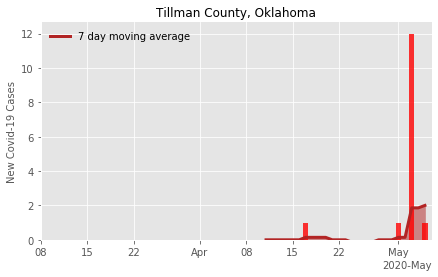 Tillman County, Oklahoma
7 day moving average
New Covid-19 Cases
12
10
8
6
4
2
0
08 15 22 Apr 08 15 22 May
2020-May